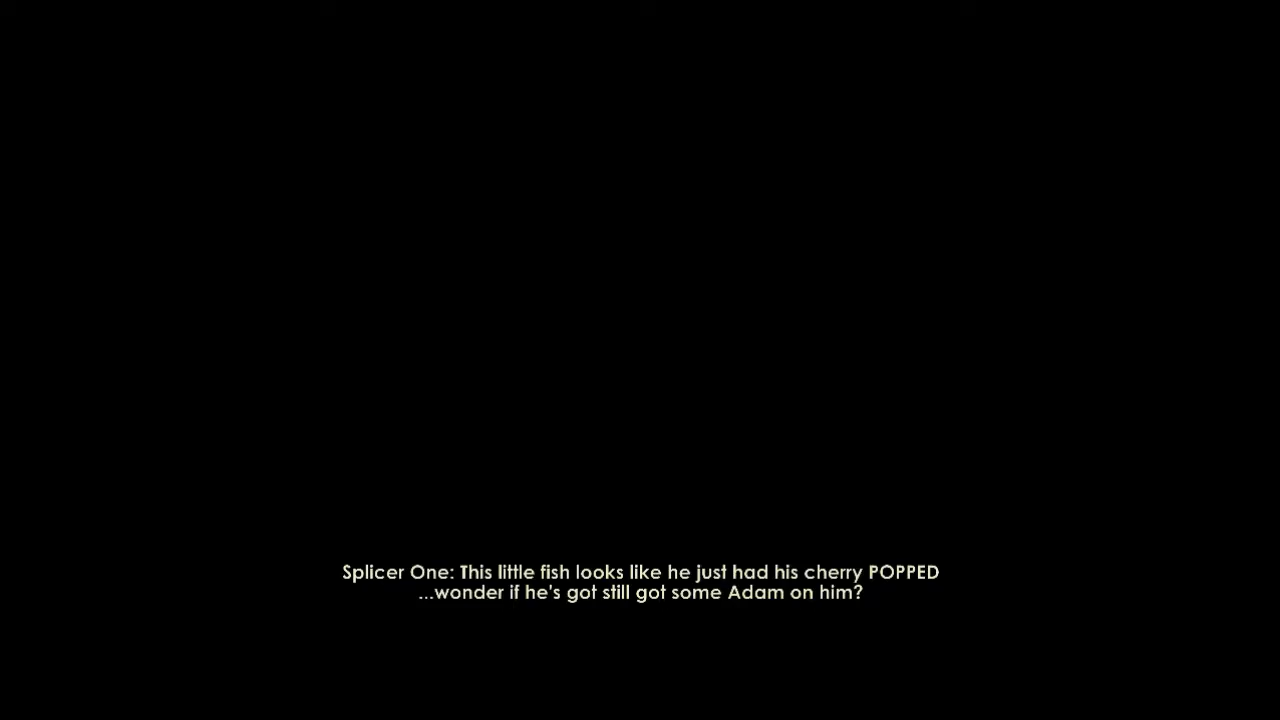 Splicer One: This little fish looks like he just had his cherry POPPED
...wonder if he's got still got some Adam on him?